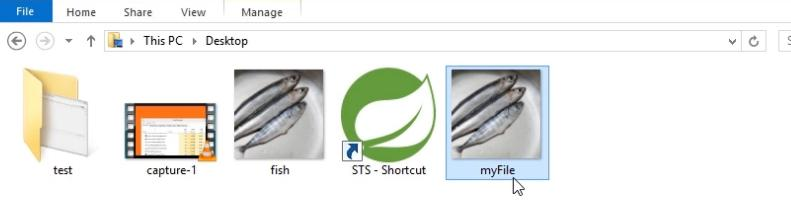 File Home Share View Manage
This PC Desktop
test capture-1 fish STS - Shortcut myFile